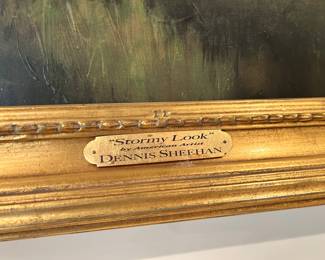 "Stormy Look"
by American Artist
DENNIS SHEEHAN